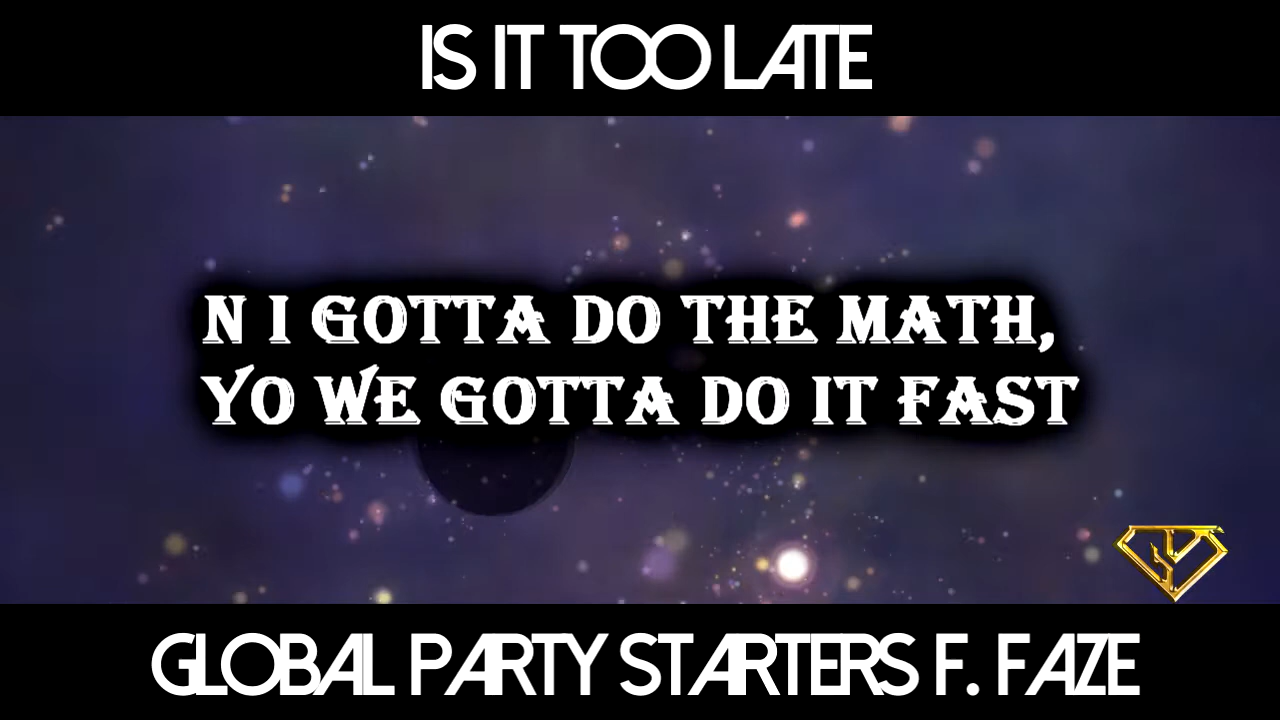 IS IT TOO LATE
N I GOTTA DO THE MATH,
YO WE GOTTA DO IT FAST
GLOBAL PARTY STARTERS F. FAZE